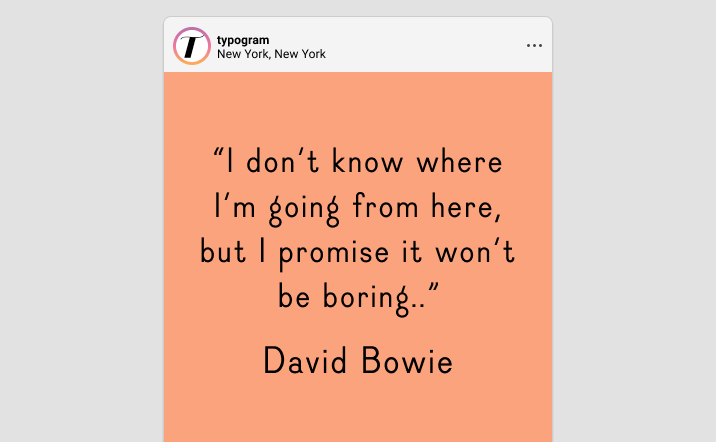 typogram
New York, New York
“I don’t know where
I’m going from here,
but I promise it won’t
be boring..”
David Bowie